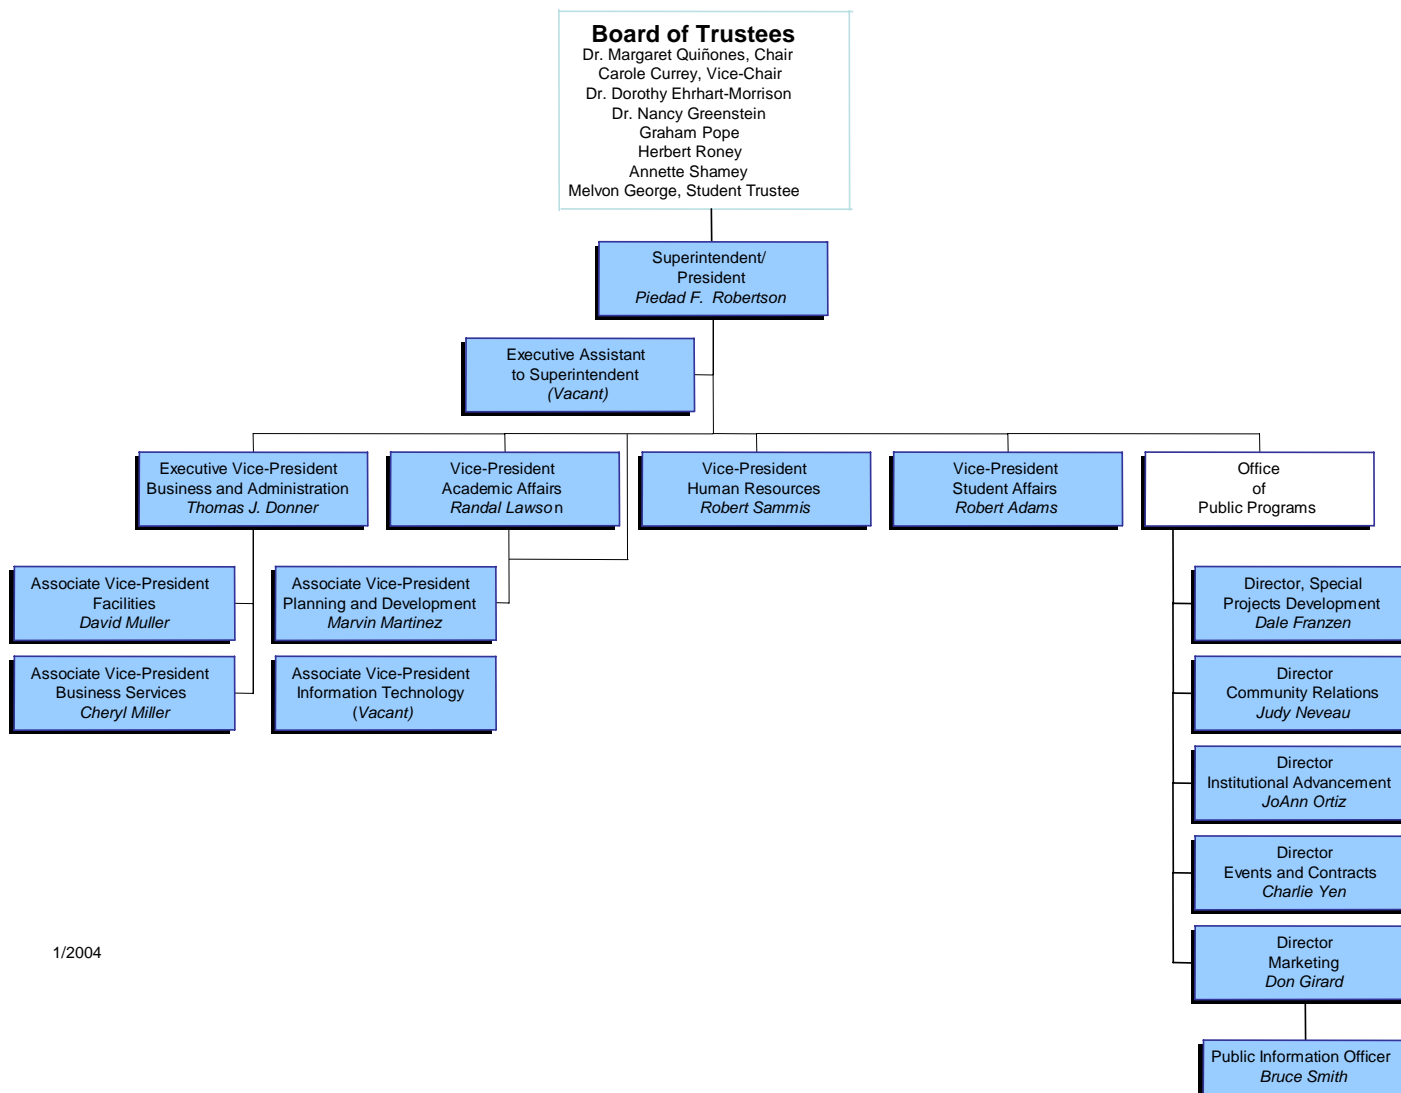 Board of Trustees
Dr. Margaret Quiñones, Chair
Carole Currey, Vice-Chair
Dr. Dorothy Ehrhart-Morrison
Dr. Nancy Greenstein
Graham Pope
Herbert Roney
Annette Shamey
Melvon George, Student Trustee
Superintendent/
President
Piedad F. Robertson
Executive Assistant
to Superintendent
(Vacant)
Executive Vice-President
Business and Administration
Thomas J. Donner
Vice-President
Academic Affairs
Randal Lawson
Vice-President
Human Resources
Robert Sammis
Vice-President
Student Affairs
Robert Adams
Office
of
Public Programs
Associate Vice-President
Facilities
David Muller
Associate Vice-President
Planning and Development
Marvin Martinez
Director, Special
Projects Development
Dale Franzen
Associate Vice-President
Business Services
Cheryl Miller
Associate Vice-President
Information Technology
(Vacant)
Director
Community Relations
Judy Neveau
Director
Institutional Advancement
JoAnn Ortiz
Director
Events and Contracts
Charlie Yen
Director
Marketing
Don Girard
1/2004
Public Information Officer
Bruce Smith